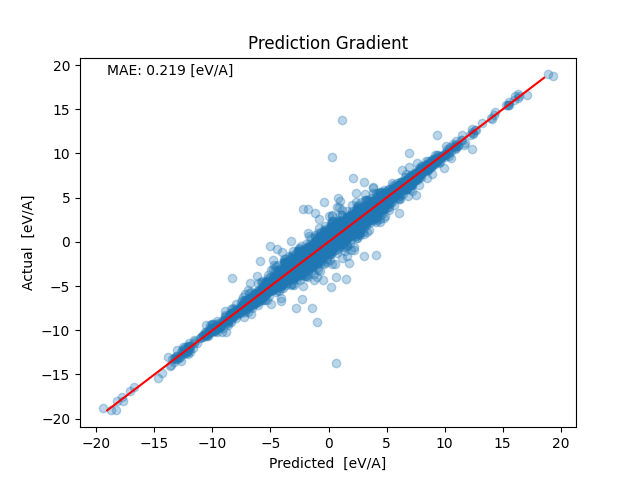 Prediction Gradient
MAE: 0.219 [eV/A]
20
15
10
5
0
−5
−10
−15
−20
Actual  [eV/A]
−20 −15 −10 −5 0 5 10 15 20
Predicted  [eV/A]